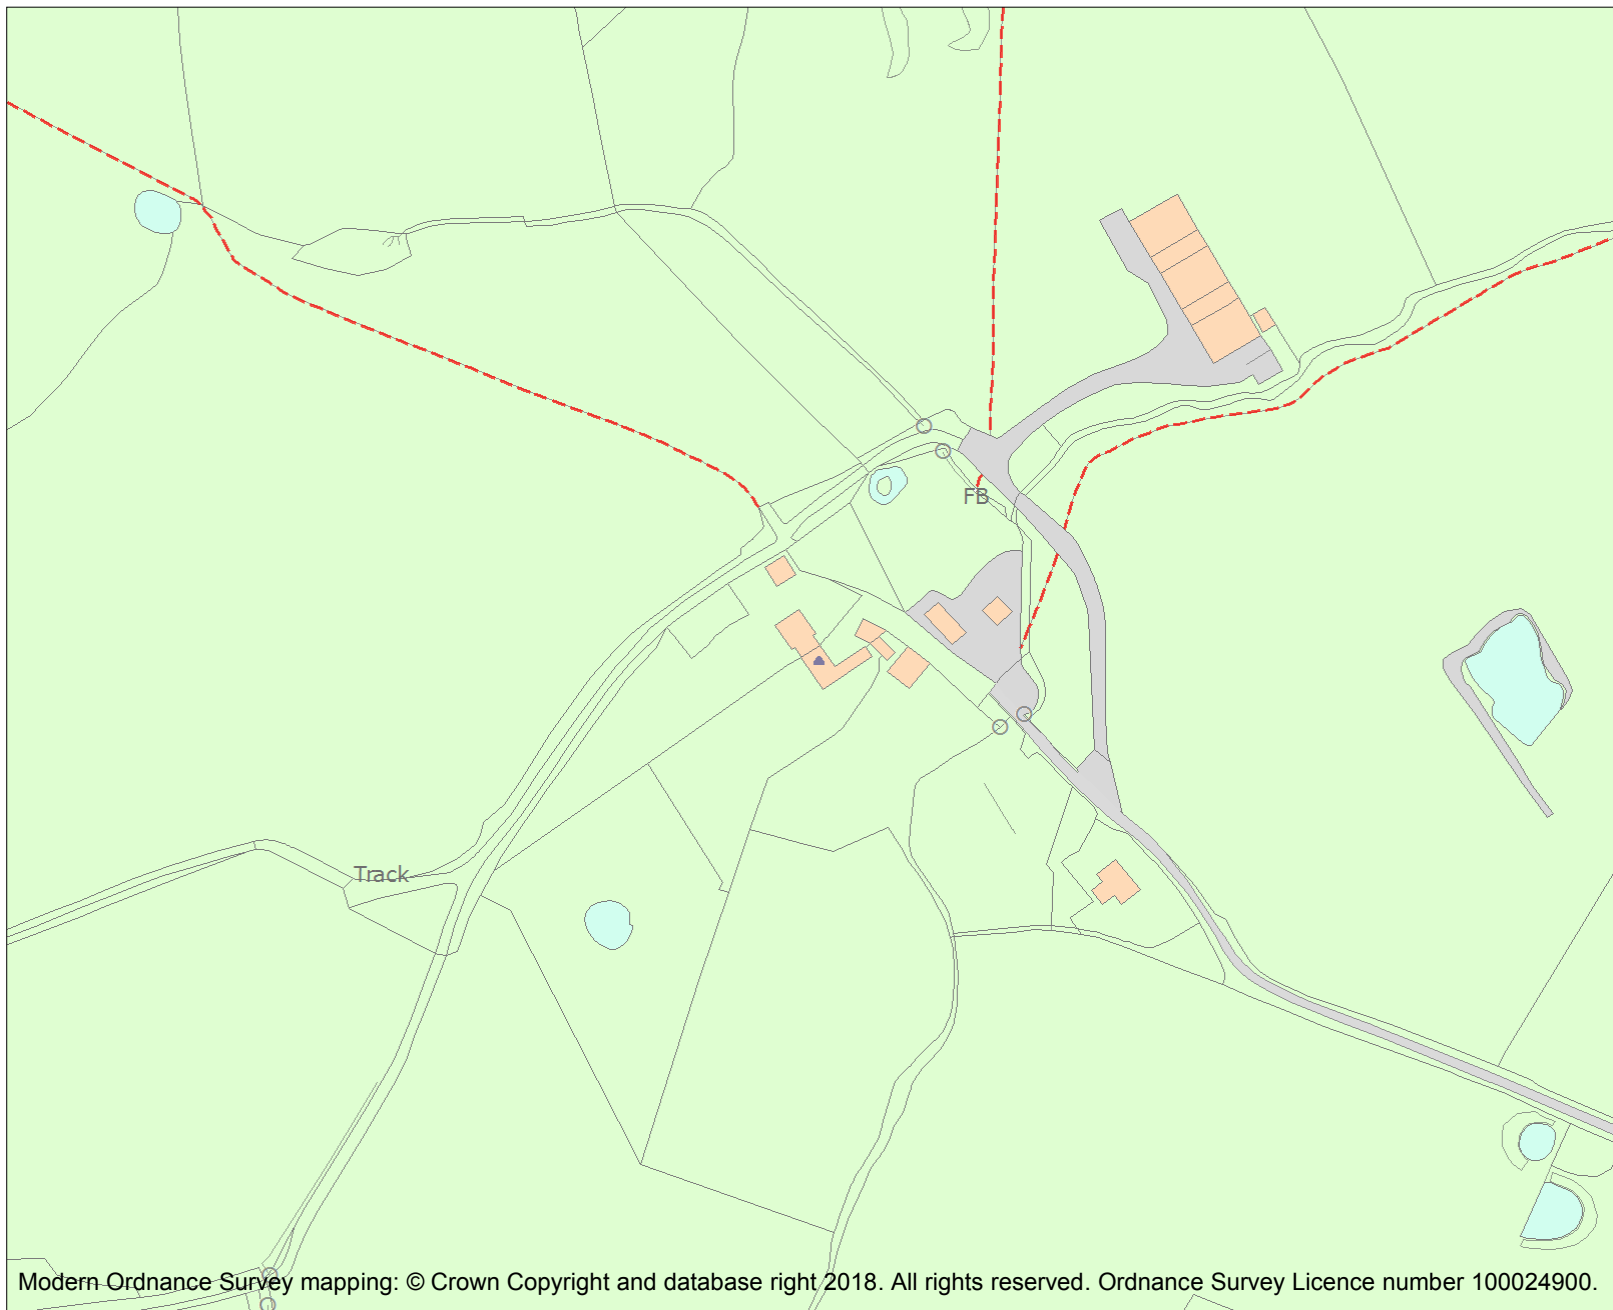 FB
Track
Modern Ordnance Survey mapping: © Crown Copyright and database right 2018. All rights reserved. Ordnance Survey Licence number 100024900.